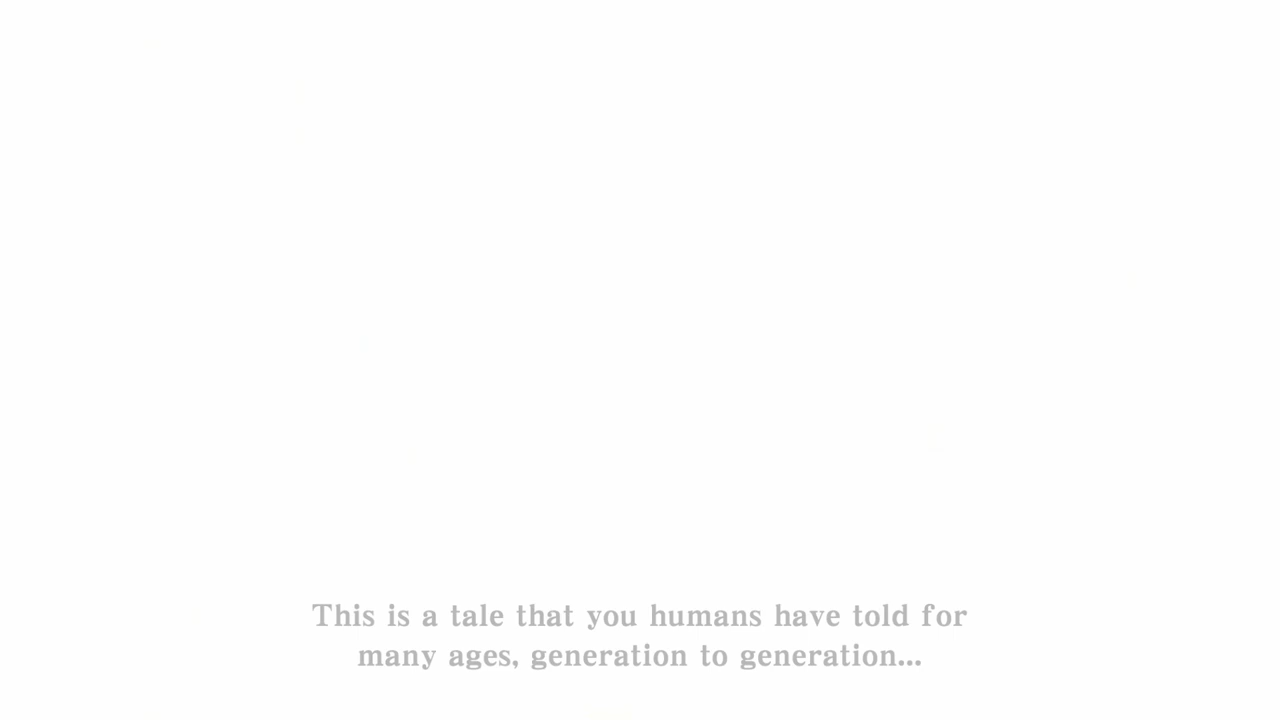 This is a tale that you humans have told for
many ages, generation to generation...